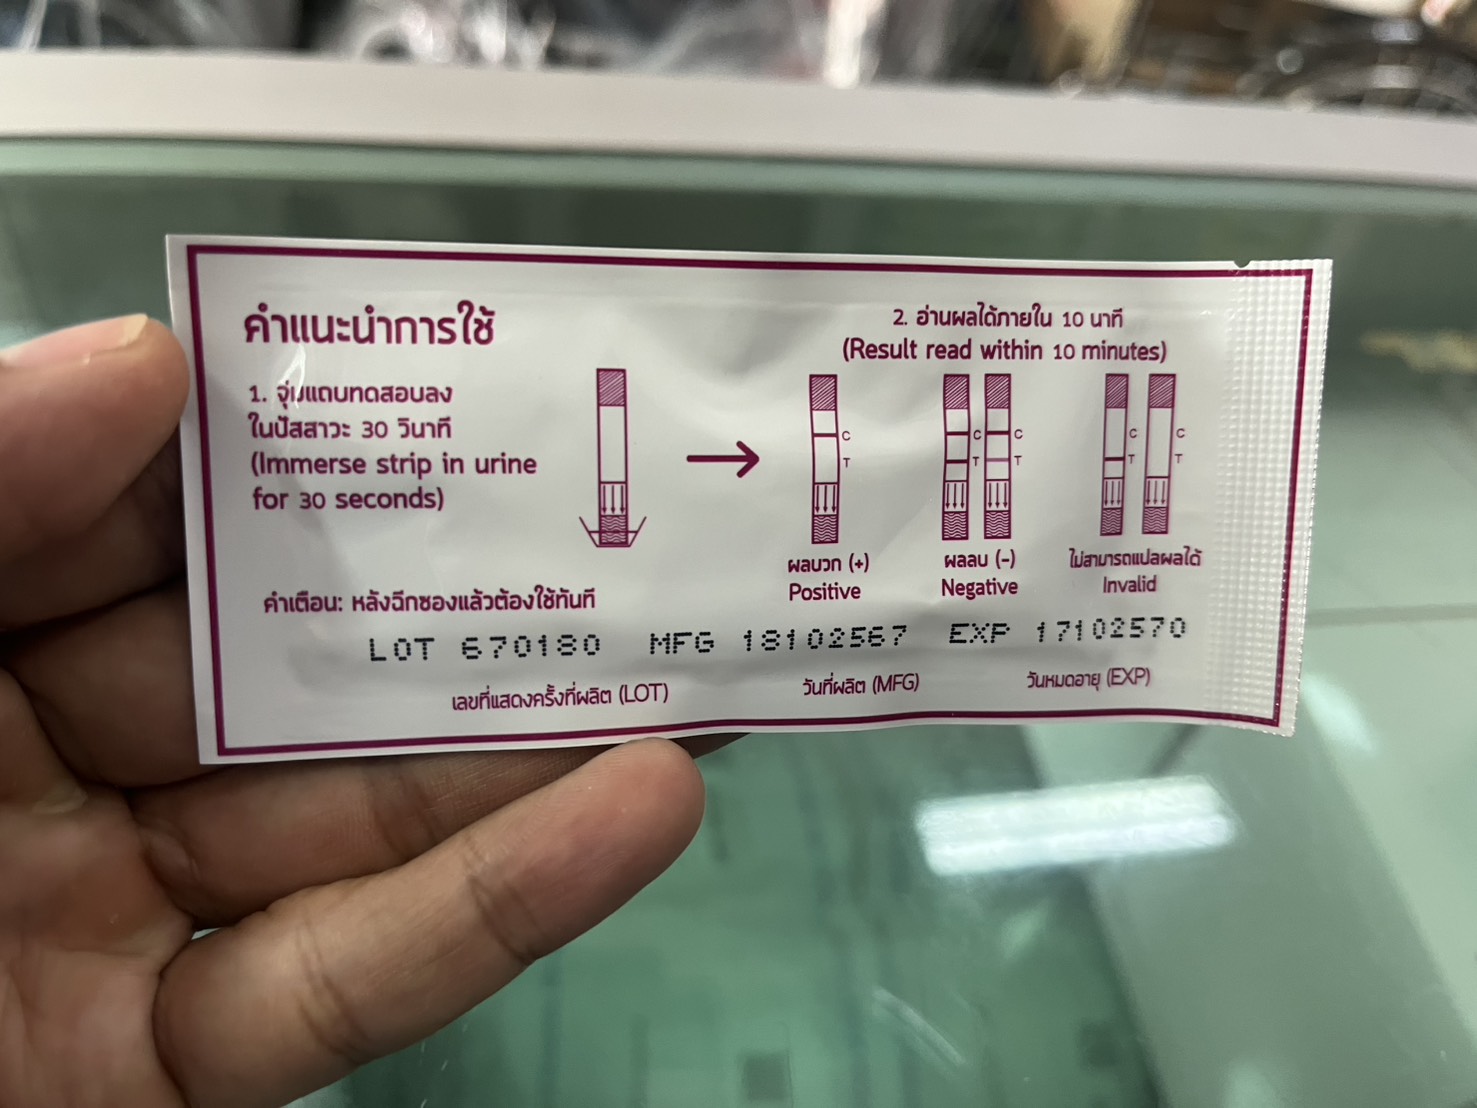 คำแนะนำการใช้
1. จุ่มแถบทดสอบลง
ในปัสสาวะ 30 วินาที
(Immerse strip in urine
for 30 seconds)
2. อ่านผลได้ภายใน 10 นาที
(Result read within 10 minutes)
C C C C C
T T T T T
ผลบวก (+)
Positive
ผลลบ (-)
Negative
ไม่สามารถแปลผลได้
Invalid
คำเตือน: หลังฉีกซองแล้วต้องใช้ทันที
LOT 670180 MFG 18102567 EXP 17102570
เลขที่แสดงครั้งที่ผลิต (LOT) วันที่ผลิต (MFG) วันหมดอายุ (EXP)